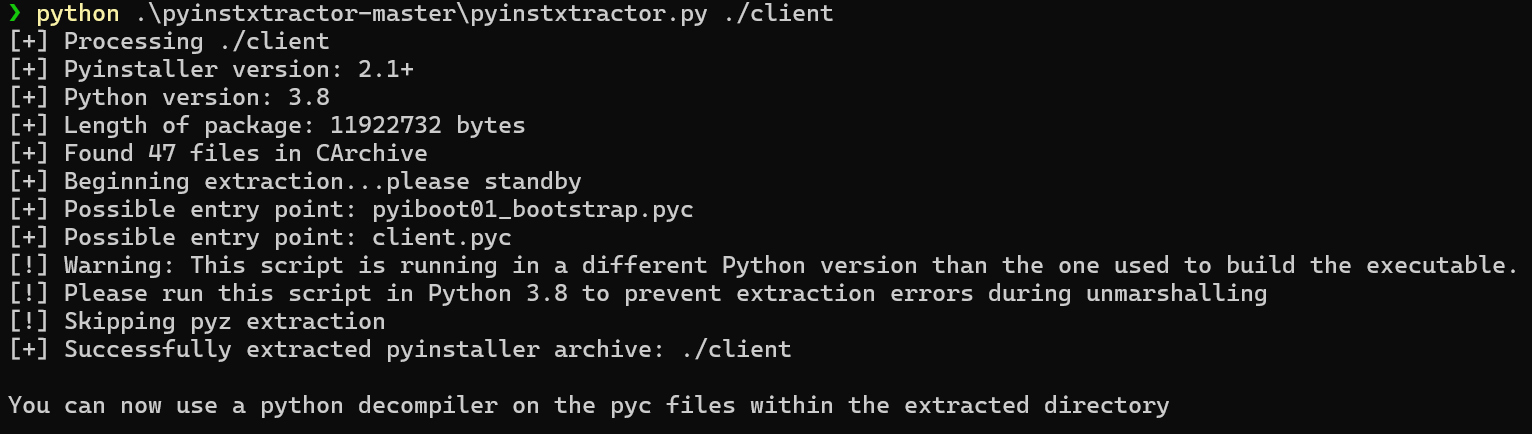 ❯ python .\pyinstxtractor-master\pyinstxtractor.py ./client
[+] Processing ./client
[+] Pyinstaller version: 2.1+
[+] Python version: 3.8
[+] Length of package: 11922732 bytes
[+] Found 47 files in CArchive
[+] Beginning extraction...please standby
[+] Possible entry point: pyiboot01_bootstrap.pyc
[+] Possible entry point: client.pyc
[!] Warning: This script is running in a different Python version than the one used to build the executable.
[!] Please run this script in Python 3.8 to prevent extraction errors during unmarshalling
[!] Skipping pyz extraction
[+] Successfully extracted pyinstaller archive: ./client
You can now use a python decompiler on the pyc files within the extracted directory